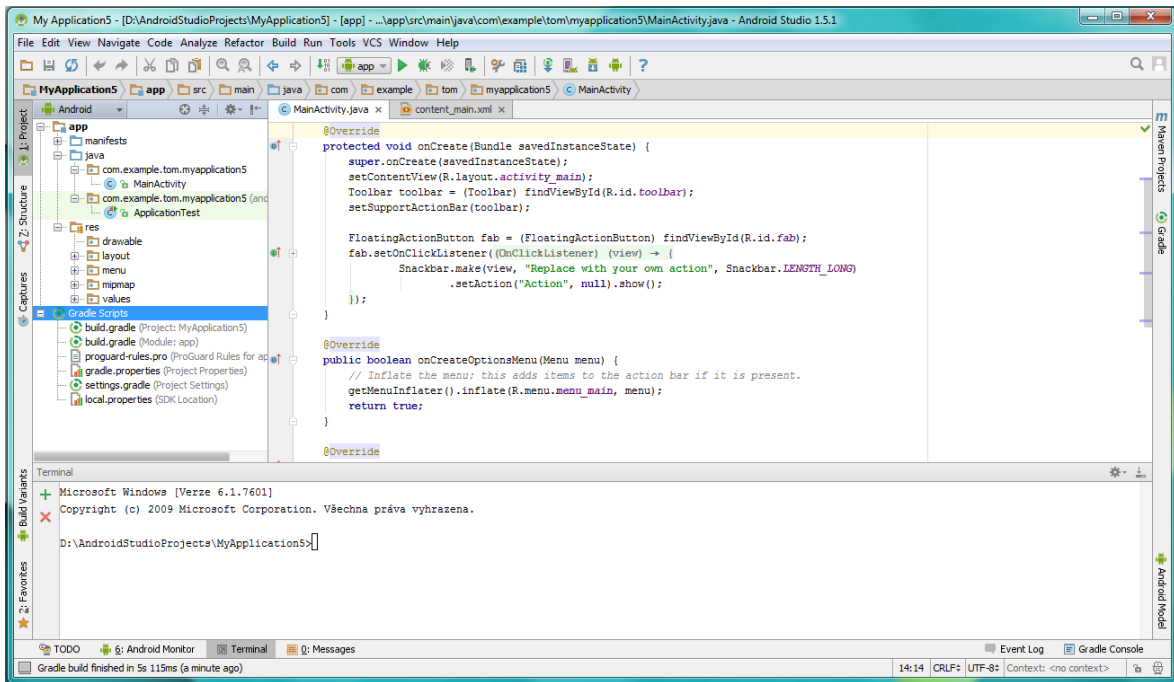 My Application5 - [D:\AndroidStudioProjects\MyApplication5] - [app] - ...\app\src\main\java\com\example\tom\myapplication5\MainActivity.java - Android Studio 1.5.1
File Edit View Navigate Code Analyze Refactor Build Run Tools VCS Window Help
app
MyApplication5 app src main java com example tom myapplication5 MainActivity
1: Project
Z: Structure
Captures
Build Variants
2: Favorites
Android
app
manifests
java
com.example.tom.myapplication5
MainActivity
com.example.tom.myapplication5 (and
ApplicationTest
res
drawable
layout
menu
mipmap
values
Gradle Scripts
build.gradle (Project: MyApplication5)
build.gradle (Module: app)
proguard-rules.pro (ProGuard Rules for ap
gradle.properties (Project Properties)
settings.gradle (Project Settings)
local.properties (SDK Location)
MainActivity.java content_main.xml
@Override
protected void onCreate(Bundle savedInstanceState) {
super.onCreate(savedInstanceState);
setContentView(R.layout.activity_main);
Toolbar toolbar = (Toolbar) findViewById(R.id.toolbar);
setSupportActionBar(toolbar);
FloatingActionButton fab = (FloatingActionButton) findViewById(R.id.fab);
fab.setOnClickListener((OnClickListener) (view) → {
Snackbar.make(view, "Replace with your own action", Snackbar.LENGTH_LONG)
.setAction("Action", null).show();
});
}
@Override
public boolean onCreateOptionsMenu(Menu menu) {
// Inflate the menu; this adds items to the action bar if it is present.
getMenuInflater().inflate(R.menu.menu_main, menu);
return true;
}
@Override
Maven Projects
Gradle
Android Model
Terminal
Microsoft Windows [Verze 6.1.7601]
Copyright (c) 2009 Microsoft Corporation. Všechna práva vyhrazena.
D:\AndroidStudioProjects\MyApplication5>
TODO 6: Android Monitor Terminal 0: Messages Event Log Gradle Console
Gradle build finished in 5s 115ms (a minute ago) 14:14 CRLF UTF-8 Context: <no context>